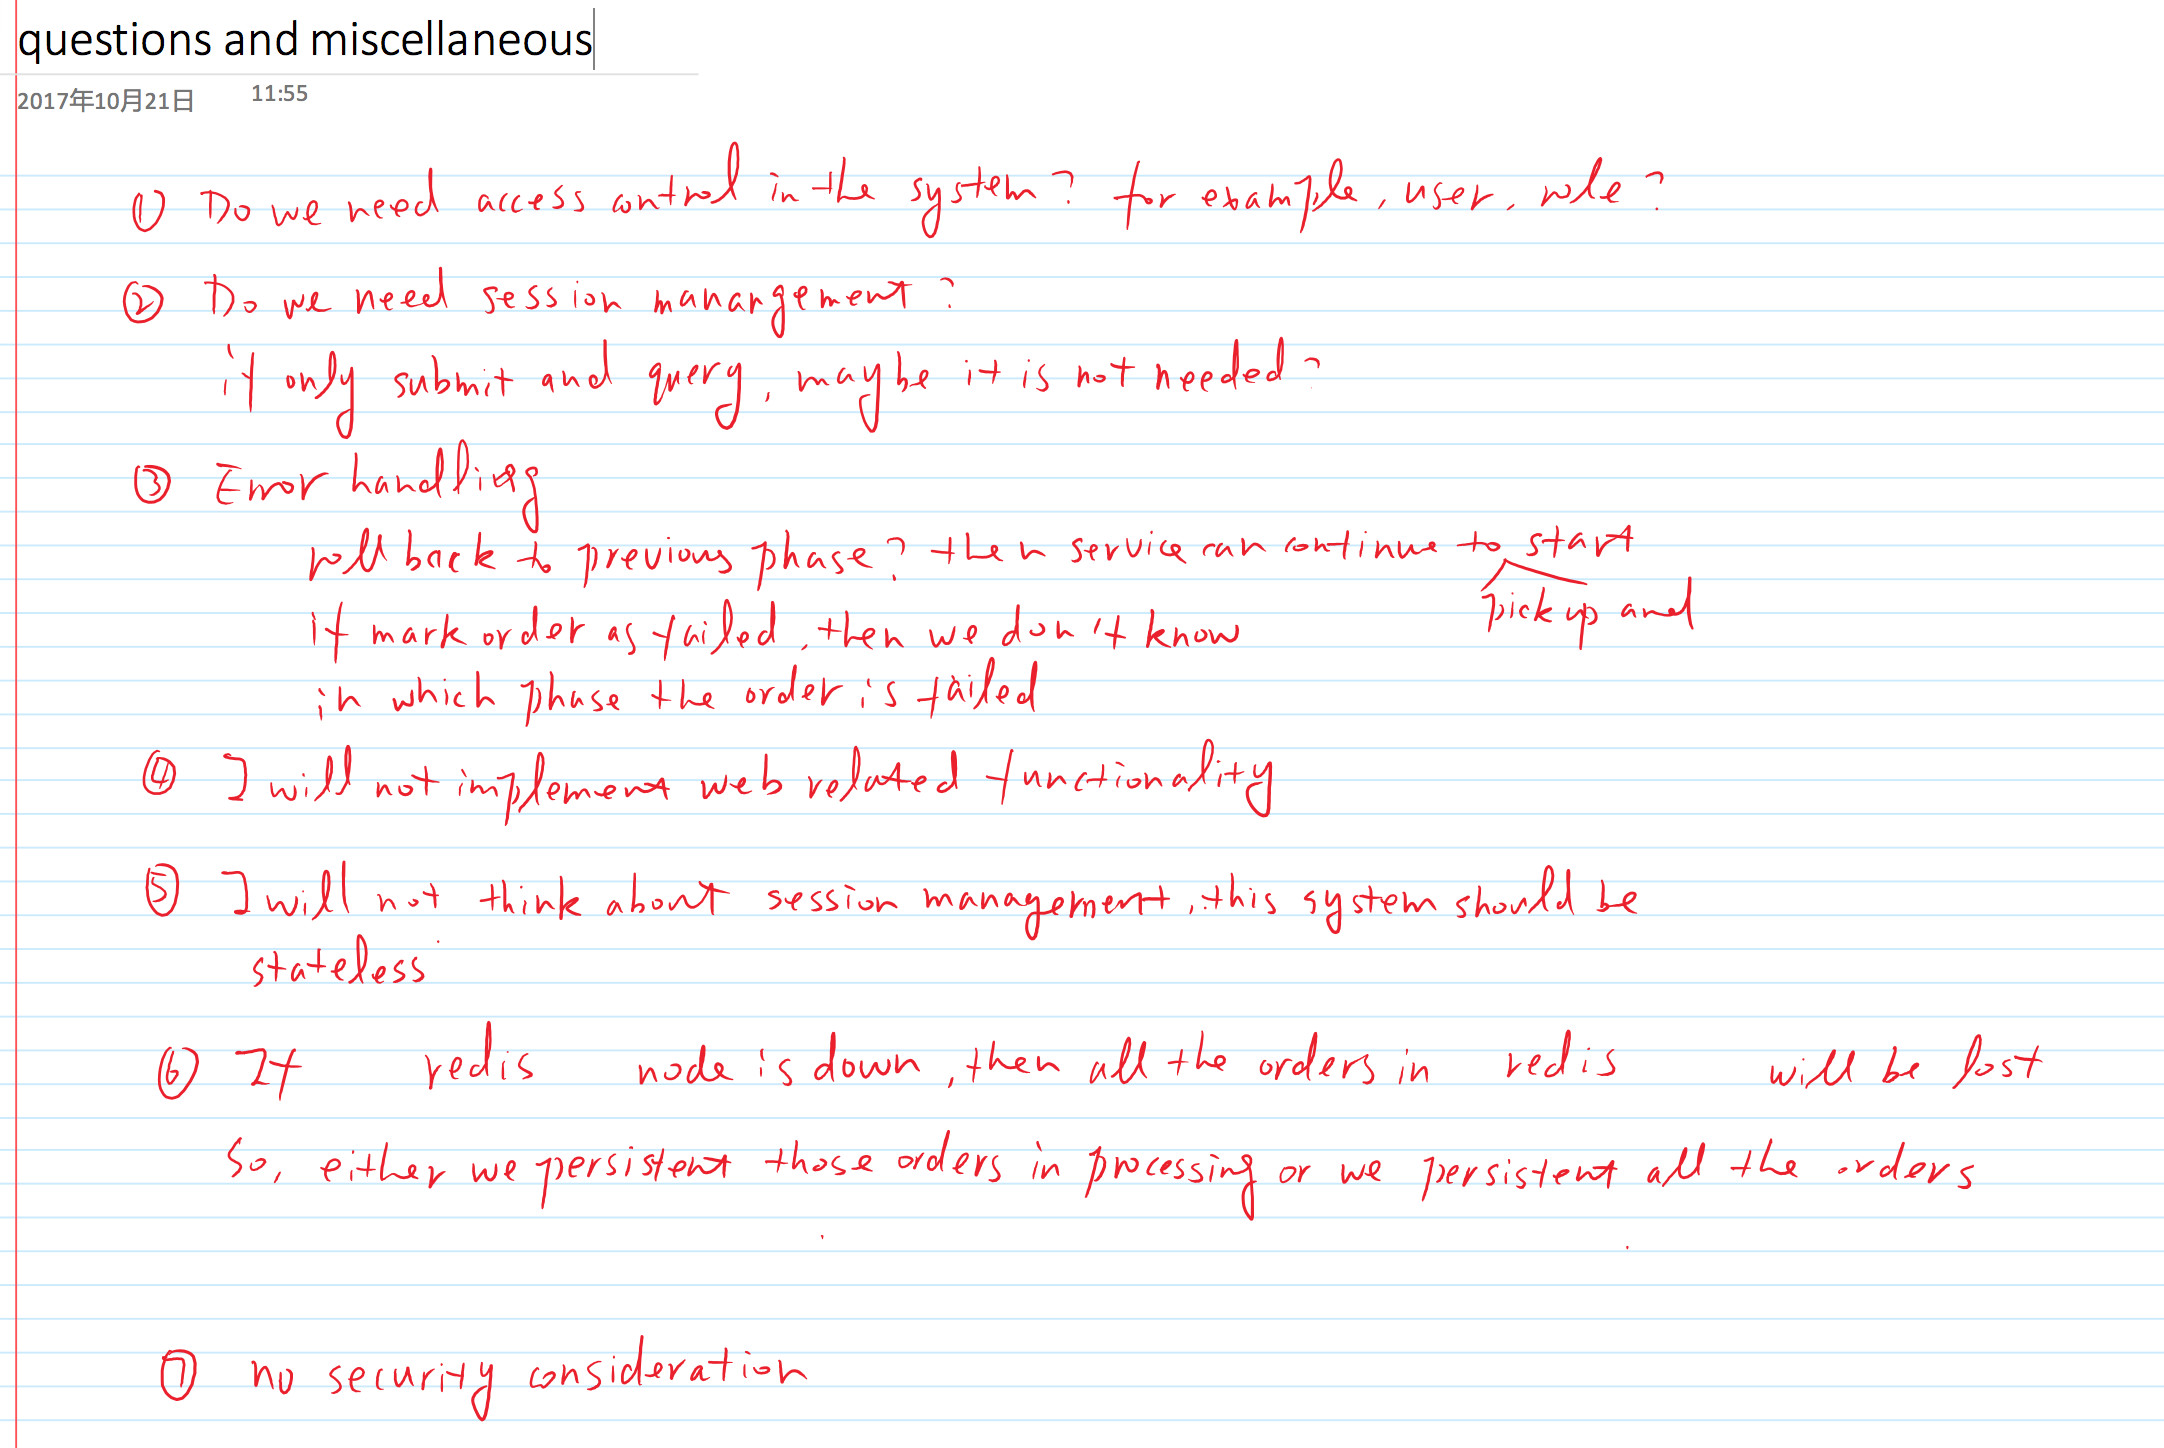 questions and miscellaneous
2017年10月21日 11:55
① Do we need access control in the system? for example, user, role?
② Do we need session manangement?
if only submit and query, maybe it is not needed?
③ Error handling
roll back to previous phase? then service can continue to start
pick up and
if mark order as failed, then we don't know
in which phase the order is failed
④ I will not implement web related functionality
⑤ I will not think about session management, this system should be
stateless
⑥ If redis node is down, then all the orders in redis will be lost
So, either we persistent those orders in processing or we persistent all the orders
⑦ no security consideration